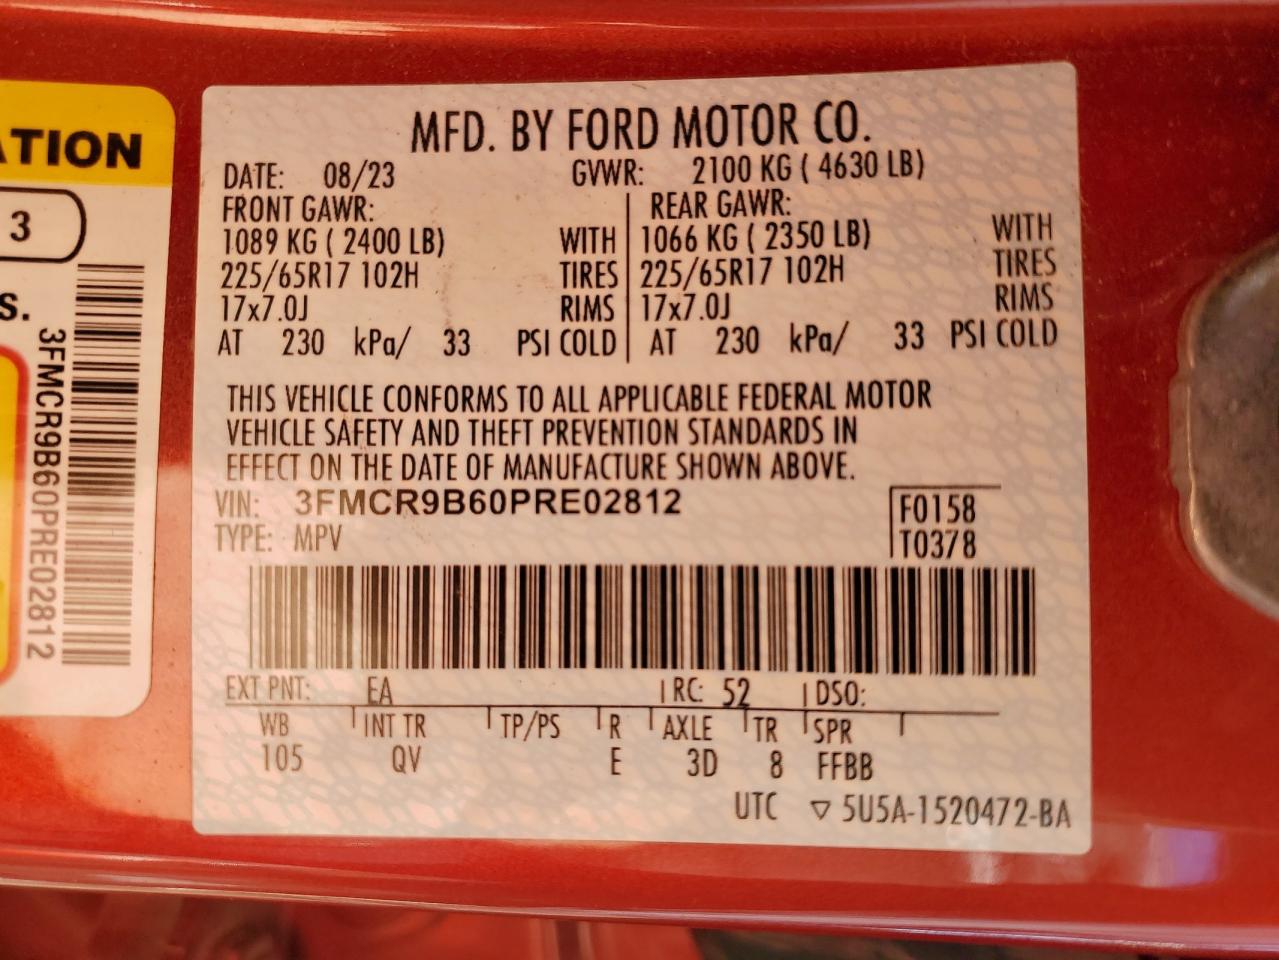 ATION
3
S.
3FMCR9B60PRE02812
MFD. BY FORD MOTOR CO.
DATE: 08/23 GVWR: 2100 KG ( 4630 LB)
FRONT GAWR: REAR GAWR:
1089 KG ( 2400 LB) WITH 1066 KG ( 2350 LB) WITH
225/65R17 102H TIRES 225/65R17 102H TIRES
17x7.0J RIMS 17x7.0J RIMS
AT 230 kPa/ 33 PSI COLD AT 230 kPa/ 33 PSI COLD
THIS VEHICLE CONFORMS TO ALL APPLICABLE FEDERAL MOTOR
VEHICLE SAFETY AND THEFT PREVENTION STANDARDS IN
EFFECT ON THE DATE OF MANUFACTURE SHOWN ABOVE.
VIN: 3FMCR9B60PRE02812 F0158
TYPE: MPV T0378
EXT PNT: EA RC: 52 DSO:
WB INT TR TP/PS R AXLE TR SPR
105 QV E 3D 8 FFBB
UTC ▽ 5U5A-1520472-BA